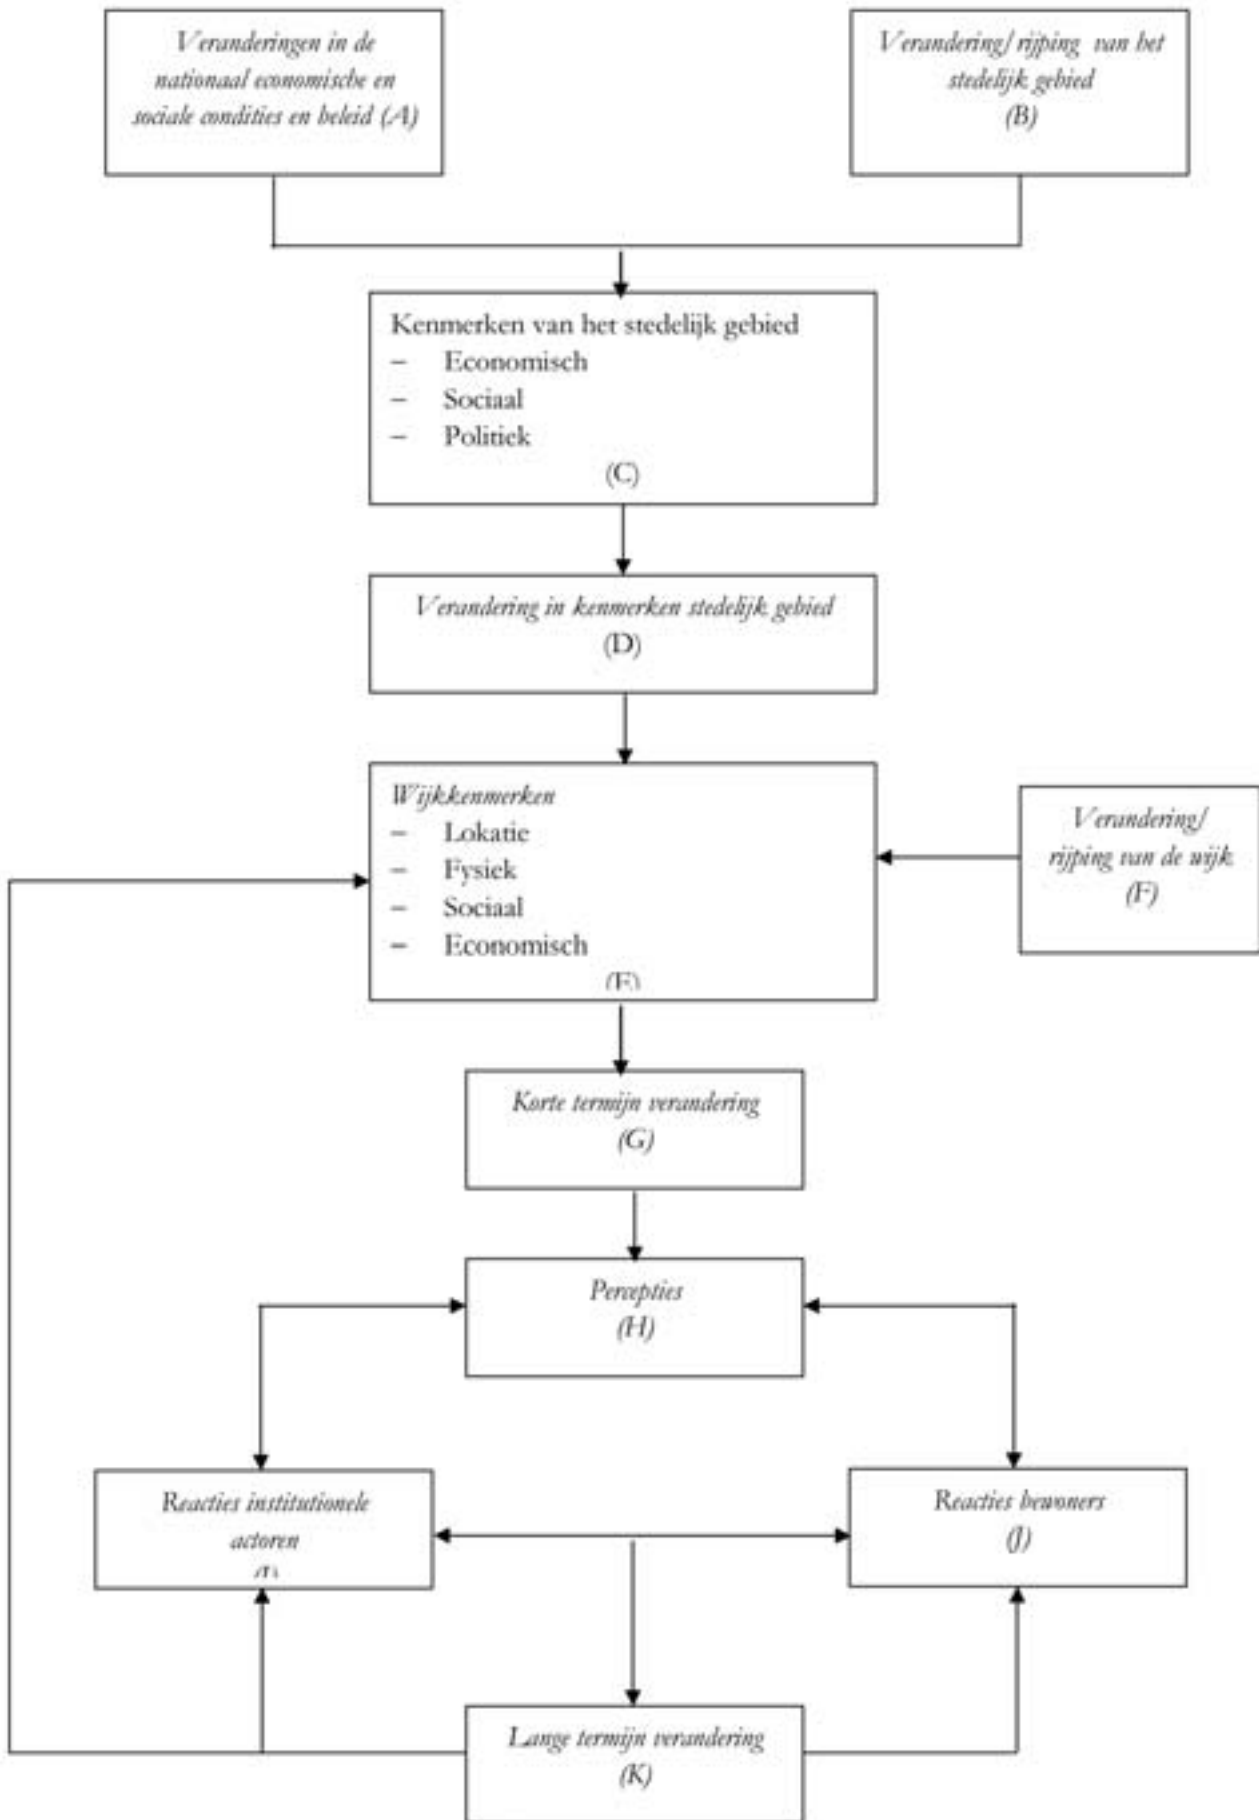 Veranderingen in de
nationaal economische en
sociale condities en beleid (A)
Verandering/rijping van het
stedelijk gebied
(B)
Kenmerken van het stedelijk gebied
– Economisch
– Sociaal
– Politiek
(C)
Verandering in kenmerken stedelijk gebied
(D)
Wijkkenmerken
– Lokatie
– Fysiek
– Sociaal
– Economisch
(E)
Verandering/
rijping van de wijk
(F)
Korte termijn verandering
(G)
Percepties
(H)
Reacties institutionele
actoren
Reacties bewoners
(J)
Lange termijn verandering
(K)